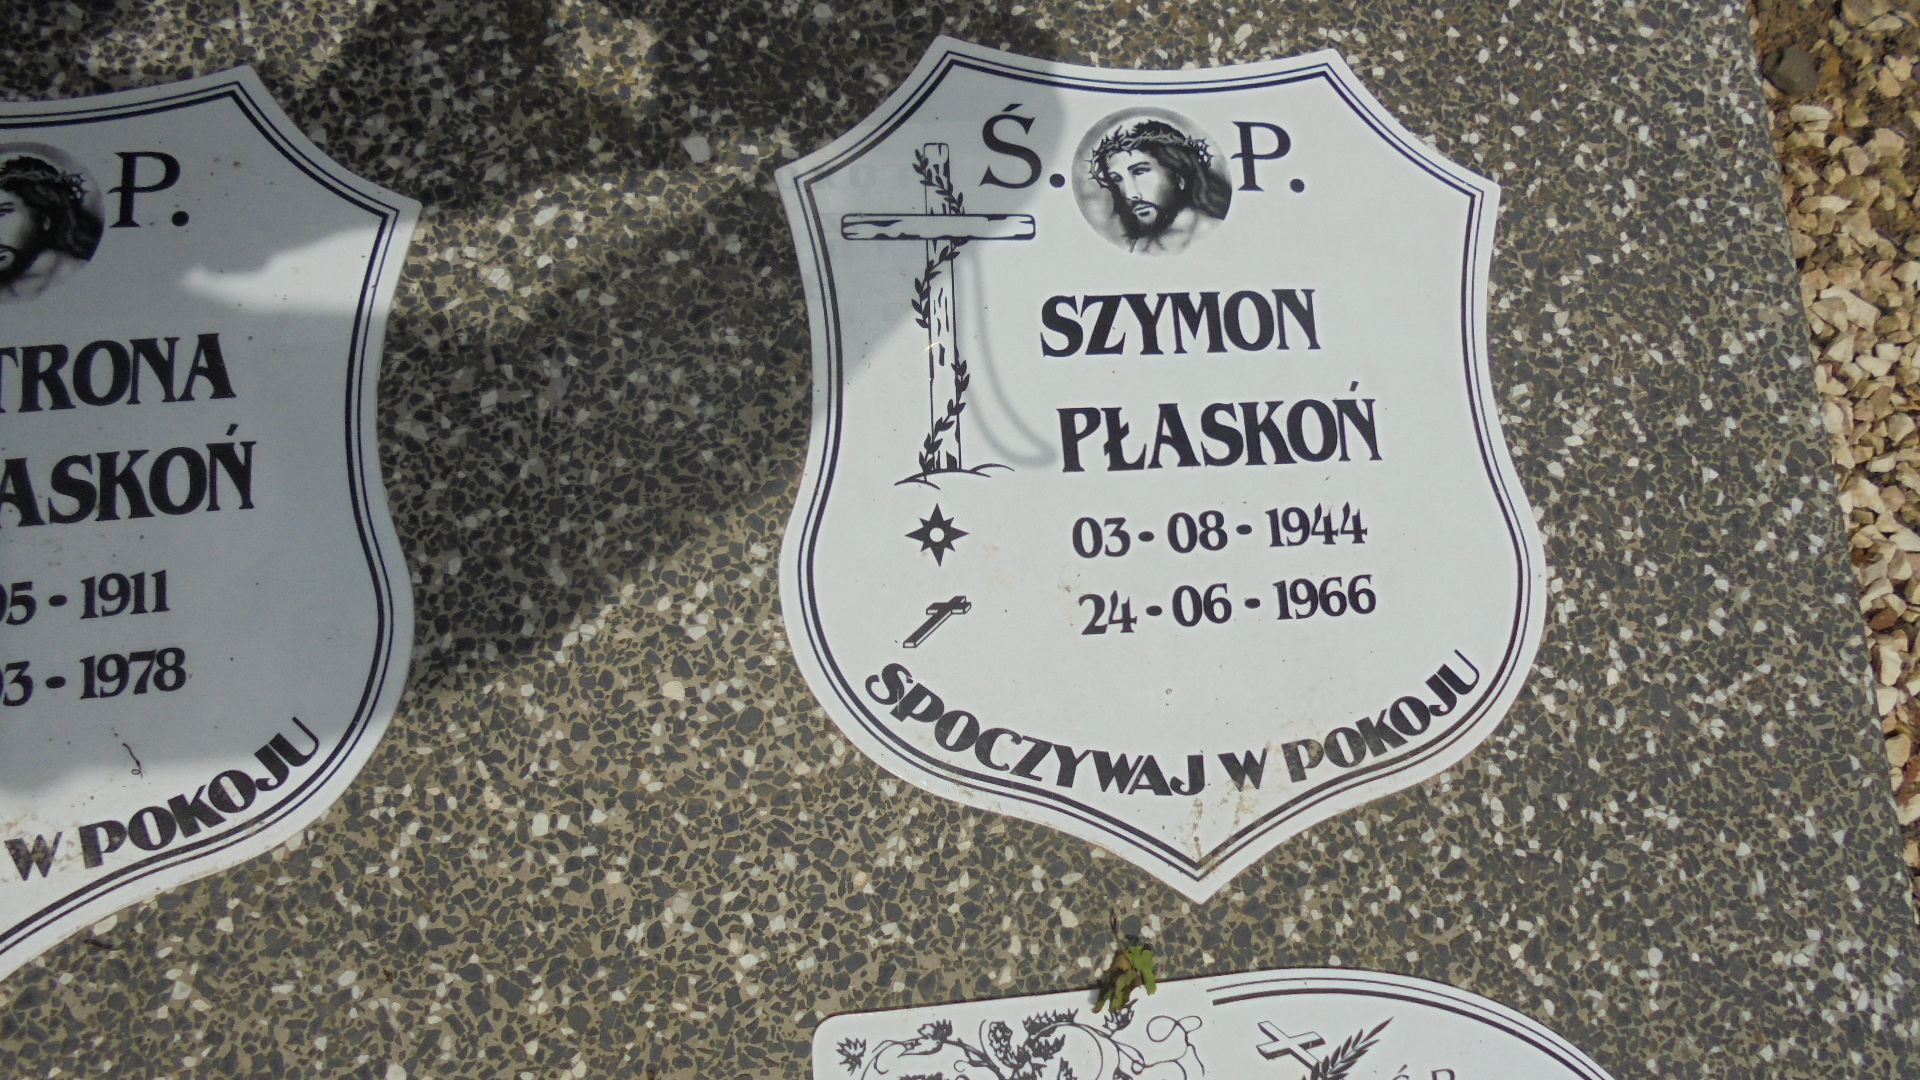 P.
TRONA
ASKOŃ
05 - 1911
03 - 1978
W POKOJU
Ś. P.
SZYMON
PŁASKOŃ
03 - 08 - 1944
24 - 06 - 1966
SPOCZYWAJ W POKOJU
Ś P